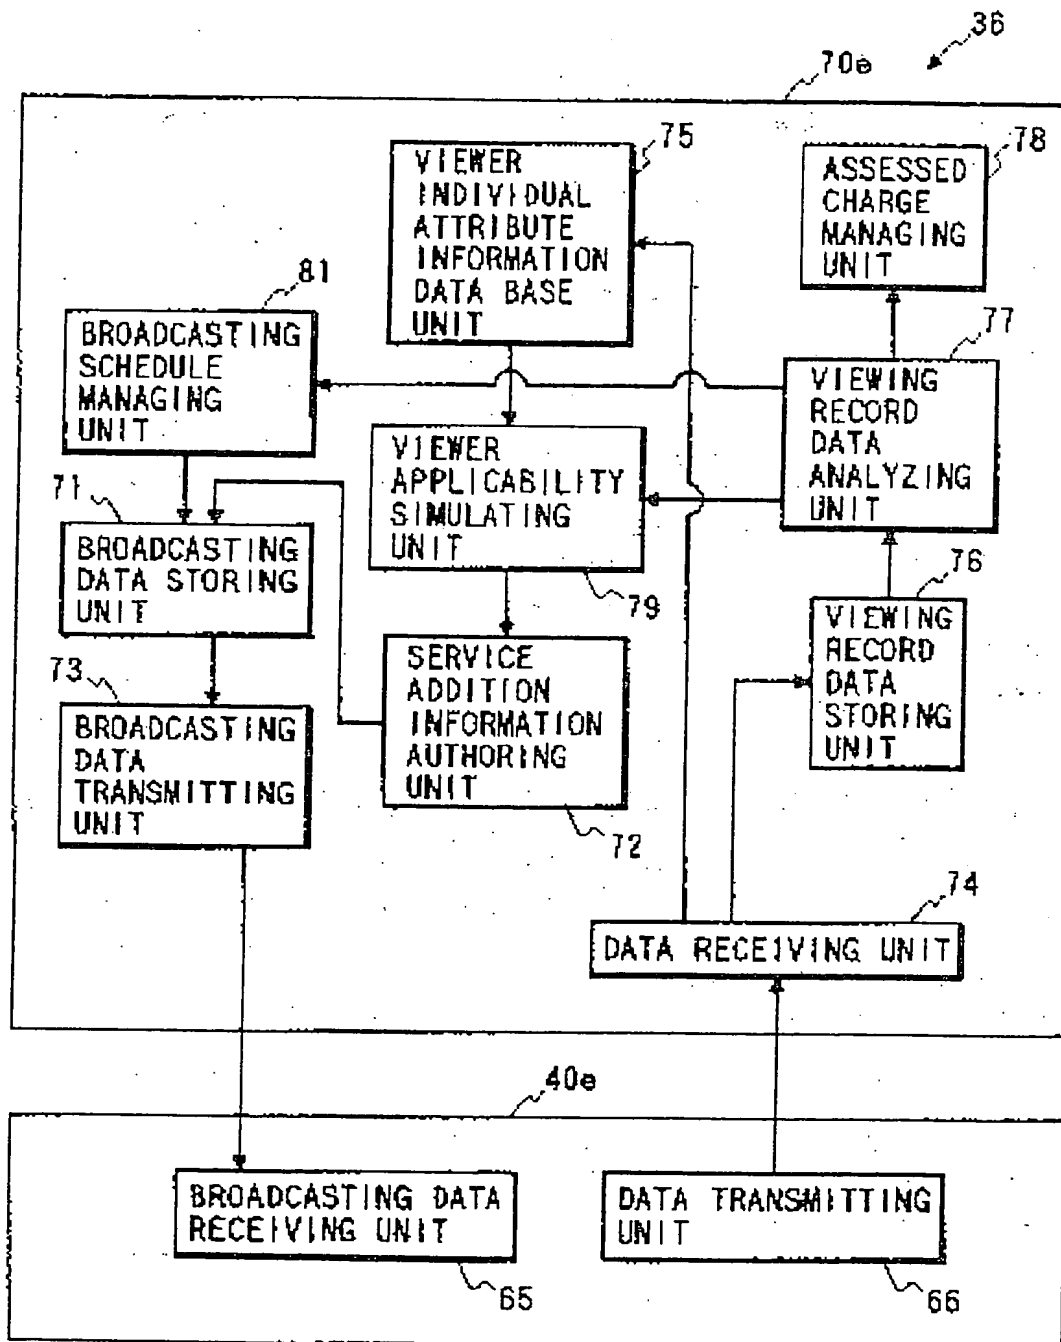 36
70e
75
VIEWER
INDIVIDUAL
ATTRIBUTE
INFORMATION
DATA BASE
UNIT
78
ASSESSED
CHARGE
MANAGING
UNIT
81
BROADCASTING
SCHEDULE
MANAGING
UNIT
77
VIEWING
RECORD
DATA
ANALYZING
UNIT
VIEWER
APPLICABILITY
SIMULATING
UNIT
79
71
BROADCASTING
DATA STORING
UNIT
76
VIEWING
RECORD
DATA
STORING
UNIT
73
BROADCASTING
DATA
TRANSMITTING
UNIT
SERVICE
ADDITION
INFORMATION
AUTHORING
UNIT
72
74
DATA RECEIVING UNIT
40e
BROADCASTING DATA
RECEIVING UNIT
65
DATA TRANSMITTING
UNIT
66